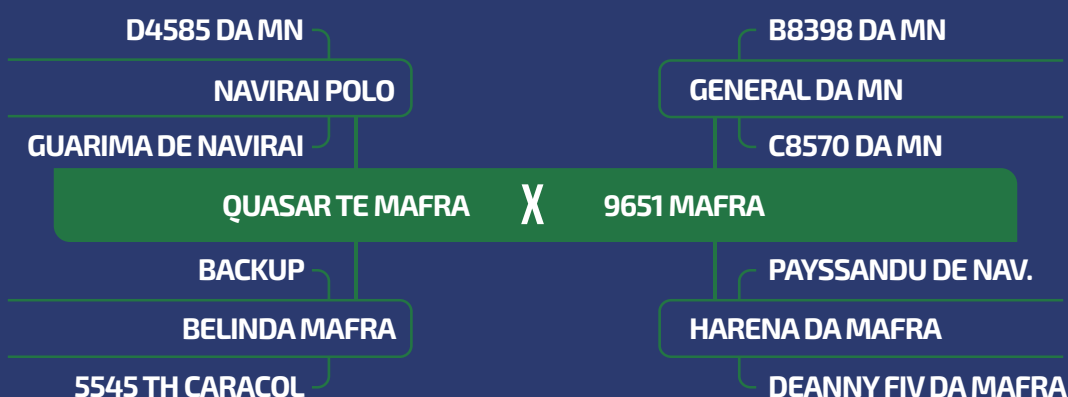 D4585 DA MN
B8398 DA MN
NAVIRAI POLO
GENERAL DA MN
GUARIMA DE NAVIRAI
C8570 DA MN
QUASAR TE MAFRA X 9651 MAFRA
BACKUP
PAYSSANDU DE NAV.
BELINDA MAFRA
HARENA DA MAFRA
5545 TH CARACOL
DEANNY FIV DA MAFRA